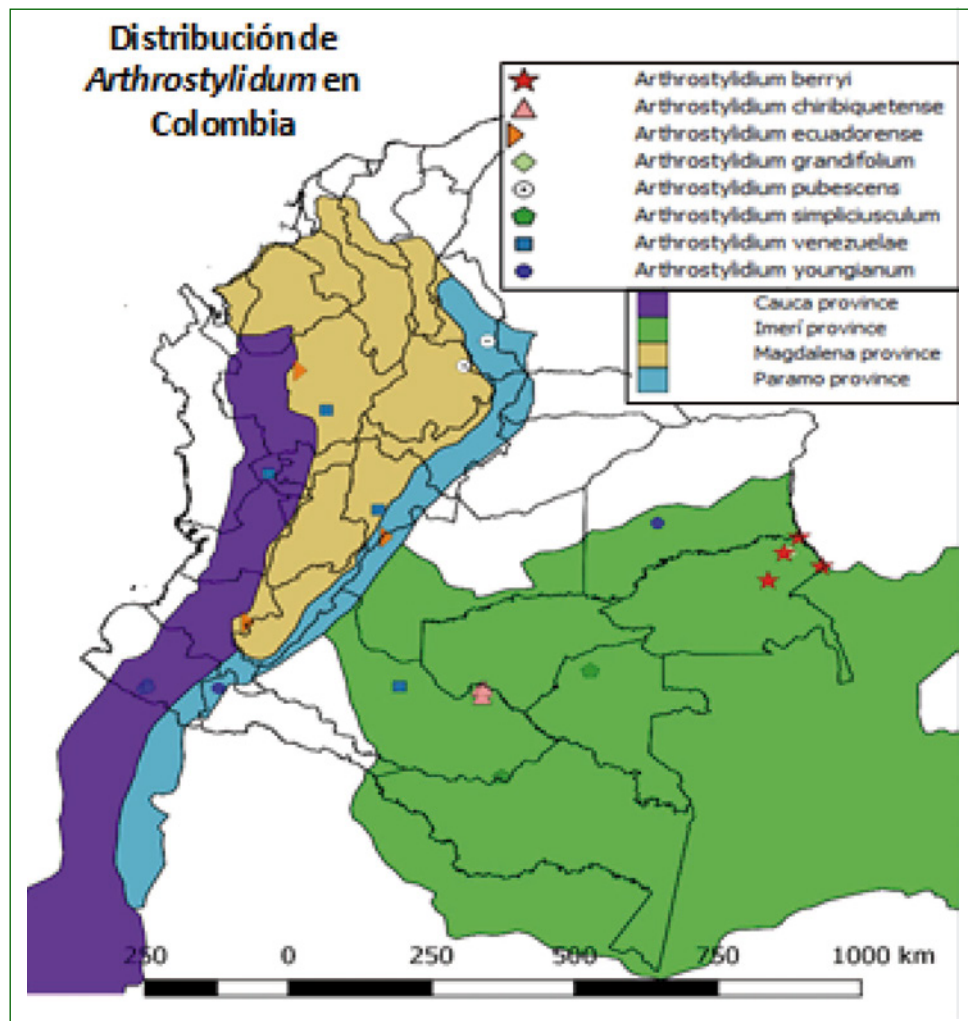 Distribución de
Arthrostylidum en
Colombia
Arthrostylidium berryi
Arthrostylidium chiribiquetense
Arthrostylidium ecuadorense
Arthrostylidium grandifolium
Arthrostylidium pubescens
Arthrostylidium simpliciusculum
Arthrostylidium venezuelae
Arthrostylidium youngianum
Cauca province
Imerí province
Magdalena province
Paramo province
250 0 250 500 750 1000 km